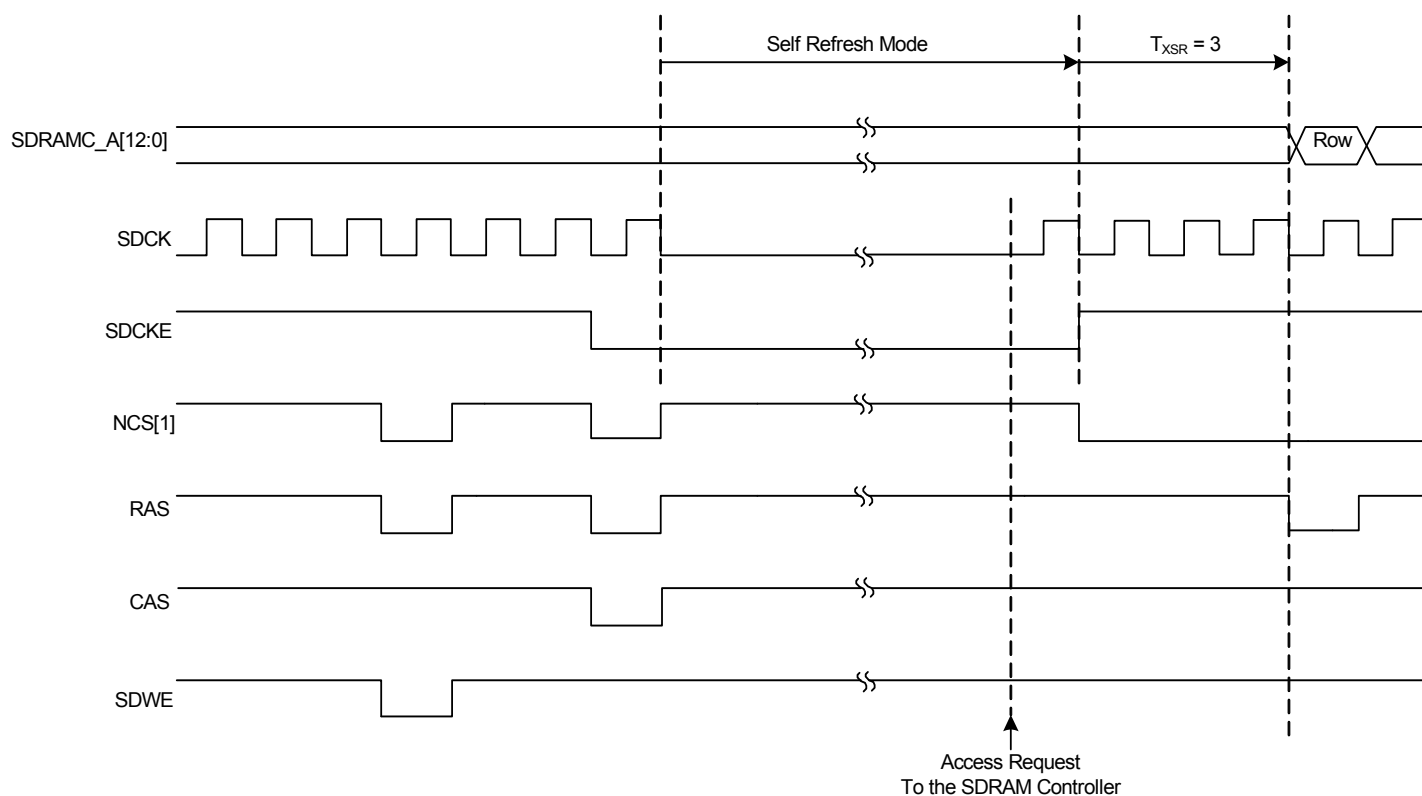 Self Refresh Mode
TXSR = 3
SDRAMC_A[12:0]
Row
SDCK
SDCKE
NCS[1]
RAS
CAS
SDWE
Access Request
To the SDRAM Controller